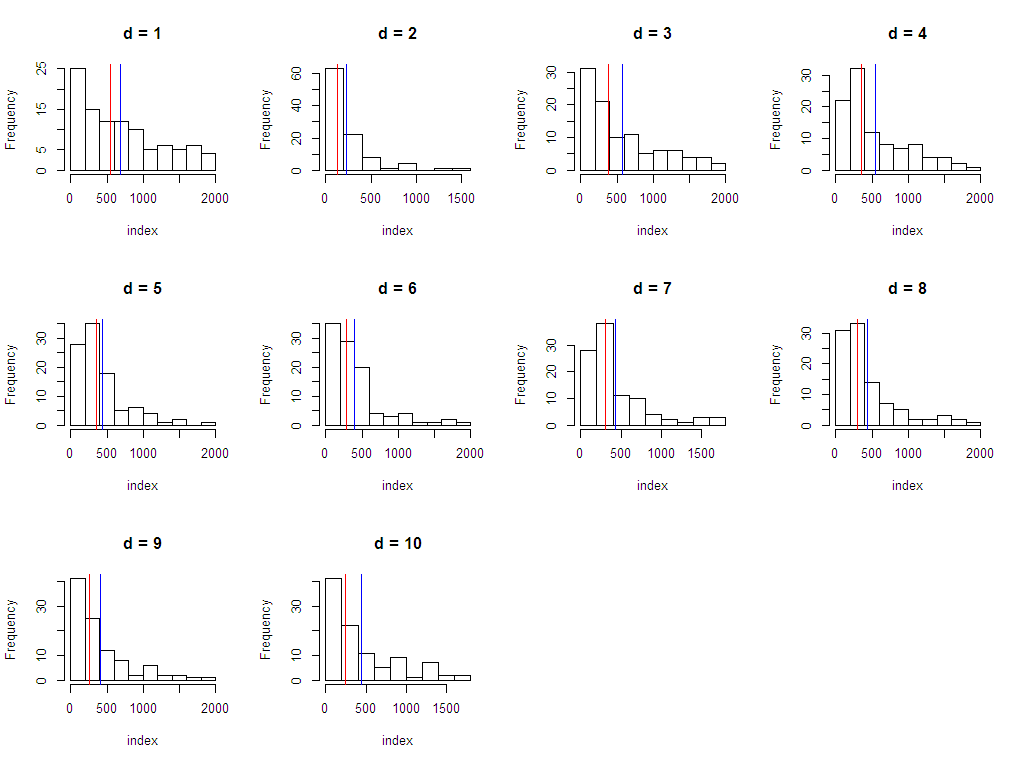 d = 1
Frequency
0 5 15 25
0 500 1000 2000
index
d = 2
Frequency
0 20 40 60
0 500 1000 1500
index
d = 3
Frequency
0 10 20 30
0 500 1000 2000
index
d = 4
Frequency
0 10 20 30
0 500 1000 2000
index
d = 5
Frequency
0 10 20 30
0 500 1000 2000
index
d = 6
Frequency
0 10 20 30
0 500 1000 2000
index
d = 7
Frequency
0 10 20 30
0 500 1000 1500
index
d = 8
Frequency
0 10 20 30
0 500 1000 2000
index
d = 9
Frequency
0 10 30
0 500 1000 2000
index
d = 10
Frequency
0 10 30
0 500 1000 1500
index